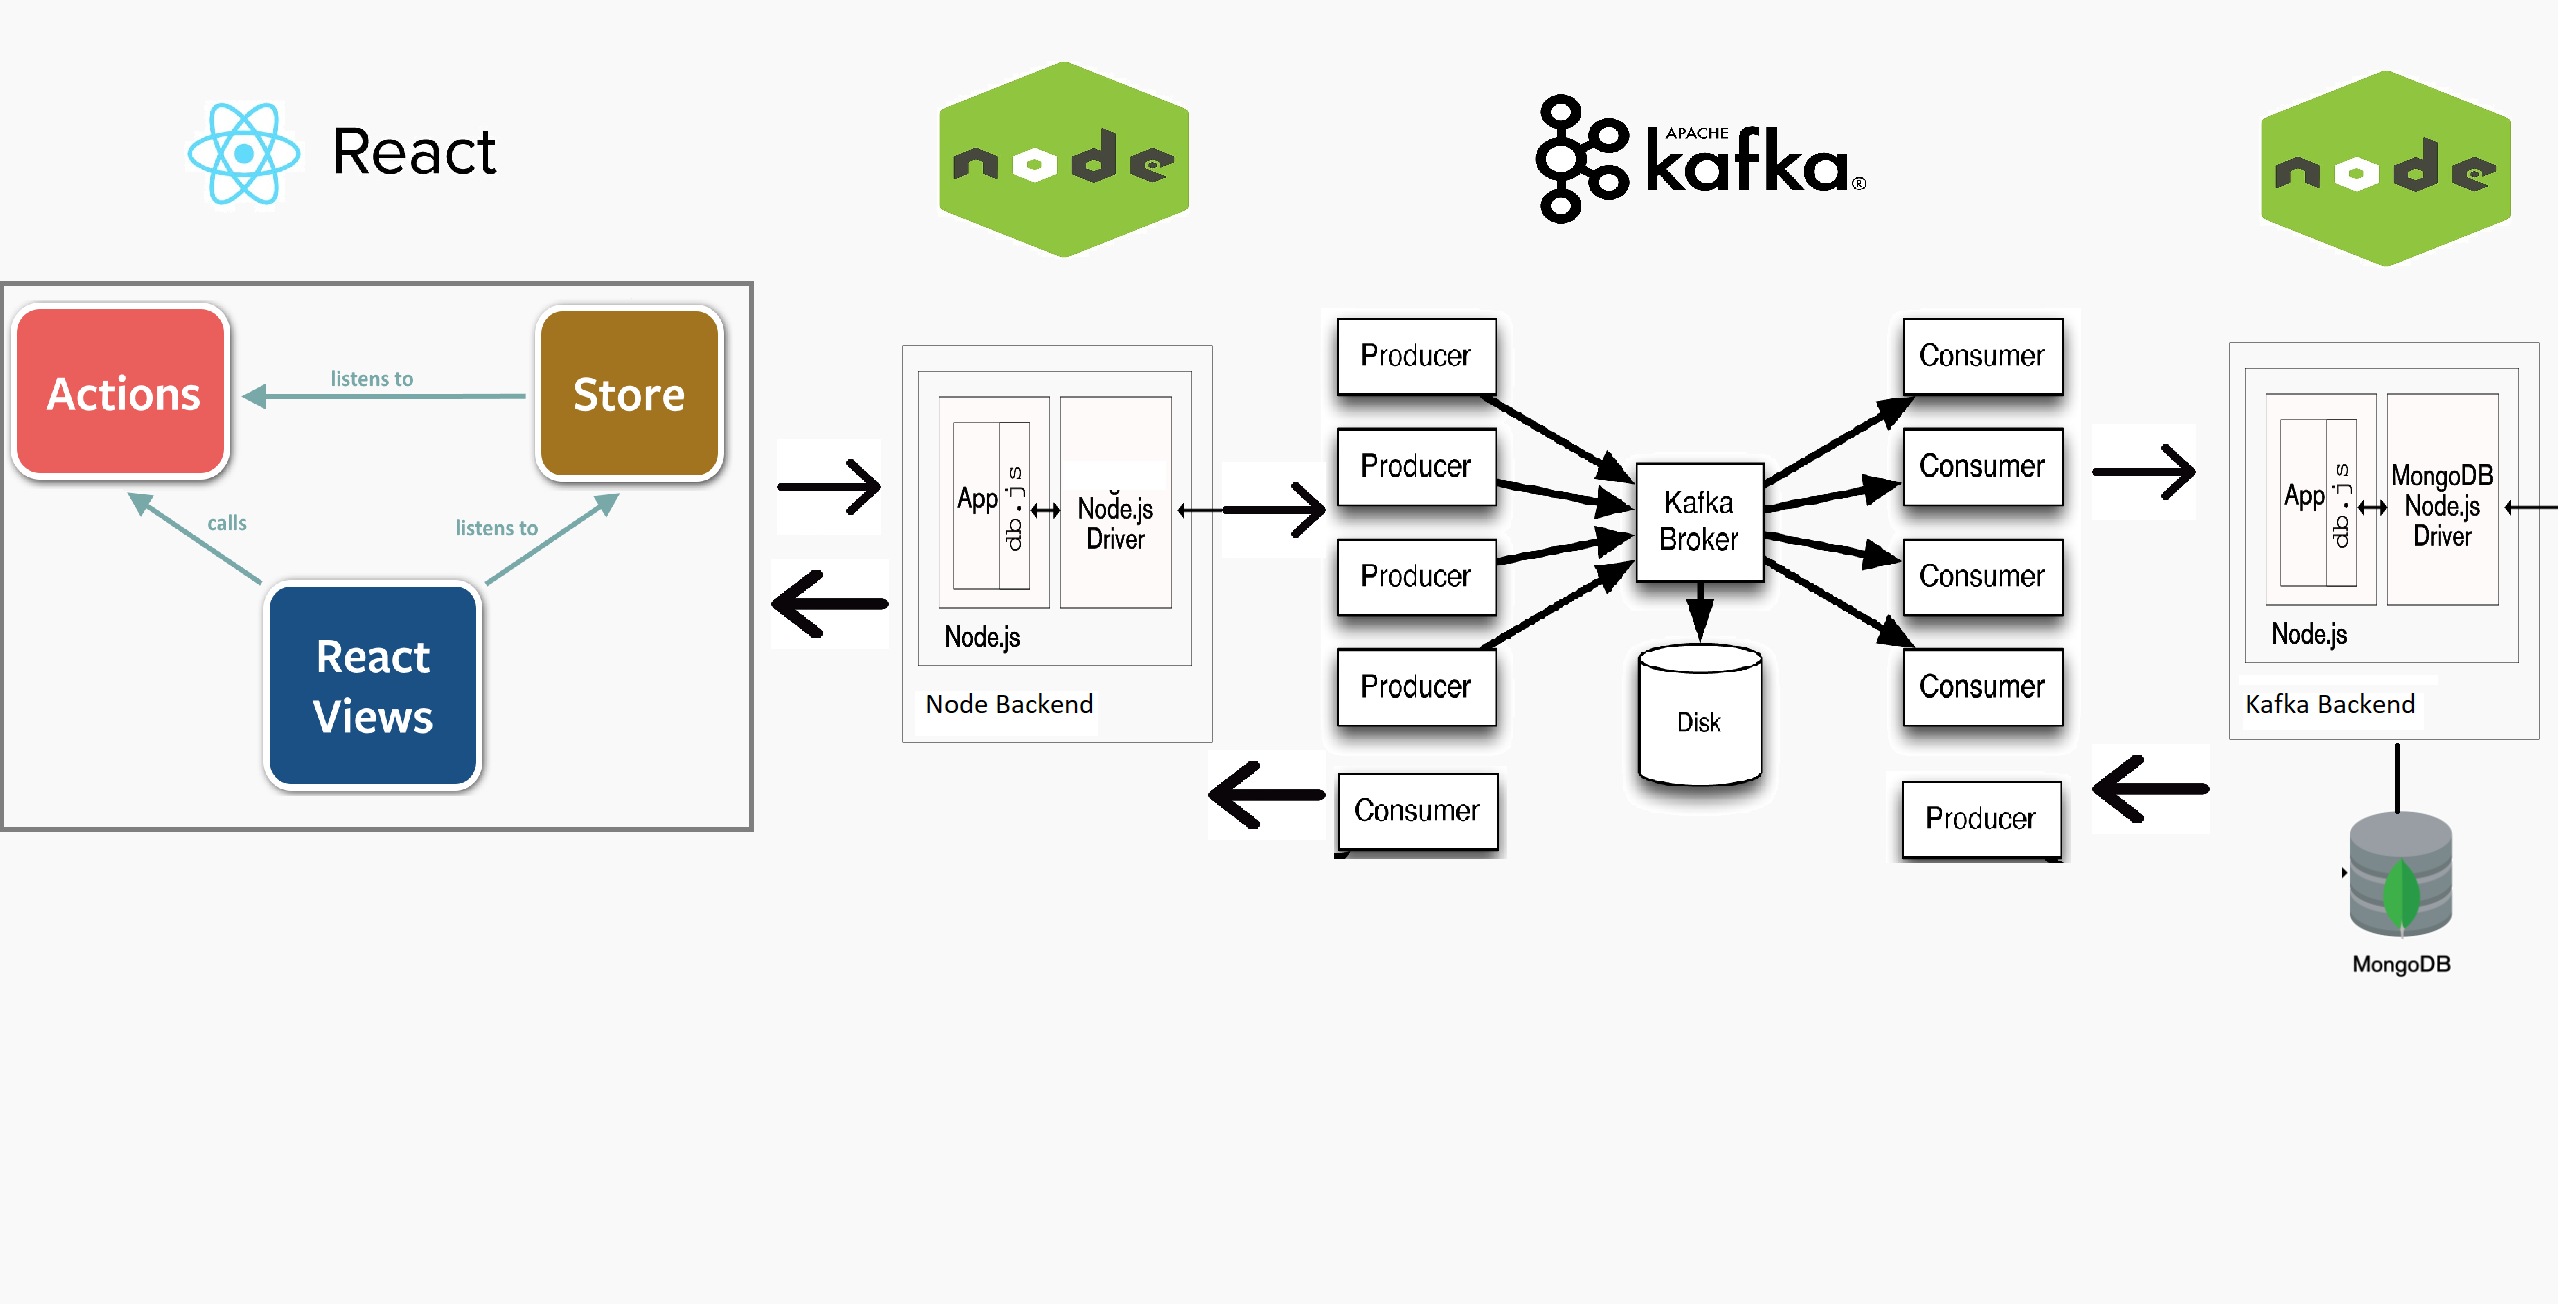 React
node
APACHE
kafka®
node
Actions
listens to
Store
calls
listens to
React
Views
App
db.js
Node.js
Driver
Node.js
Node Backend
Producer
Producer
Producer
Producer
Consumer
Kafka
Broker
Disk
Consumer
Consumer
Consumer
Consumer
Producer
App
db.js
MongoDB
Node.js
Driver
Node.js
Kafka Backend
MongoDB